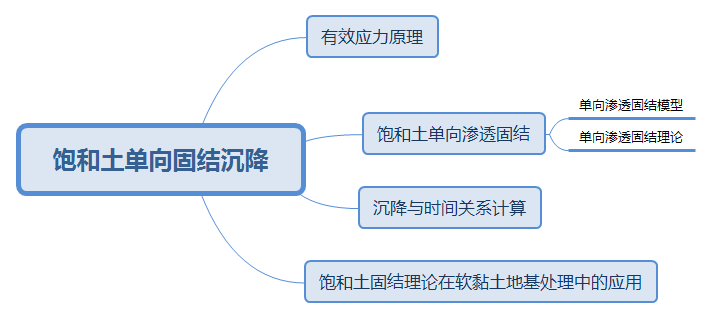 有效应力原理
饱和土单向固结沉降
饱和土单向渗透固结
单向渗透固结模型
单向渗透固结理论
沉降与时间关系计算
饱和土固结理论在软黏土地基处理中的应用